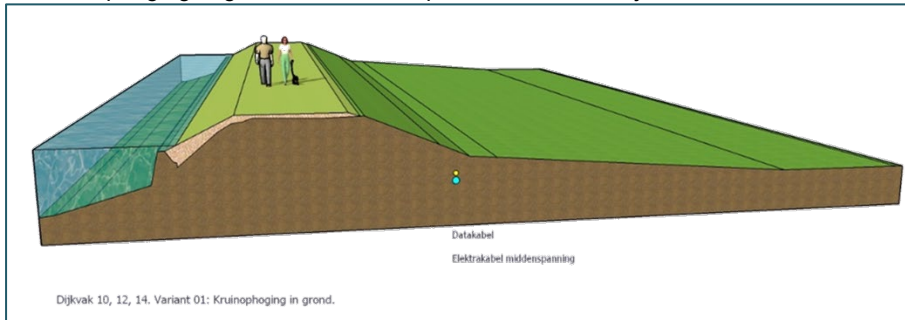 Datakabel
Elektrakabel middenspanning
Dijkvak 10, 12, 14. Variant 01: Kruinophoging in grond.